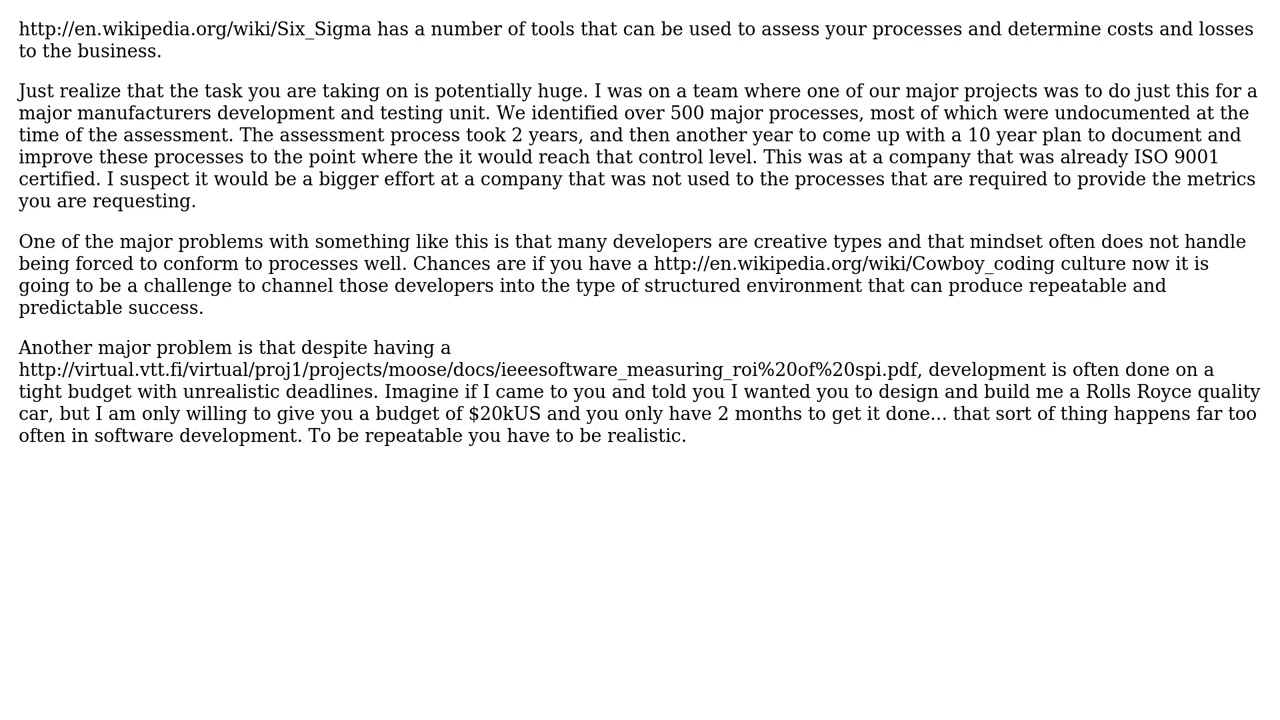 http://en.wikipedia.org/wiki/Six_Sigma has a number of tools that can be used to assess your processes and determine costs and losses
to the business.
Just realize that the task you are taking on is potentially huge. I was on a team where one of our major projects was to do just this for a
major manufacturers development and testing unit. We identified over 500 major processes, most of which were undocumented at the
time of the assessment. The assessment process took 2 years, and then another year to come up with a 10 year plan to document and
improve these processes to the point where the it would reach that control level. This was at a company that was already ISO 9001
certified. I suspect it would be a bigger effort at a company that was not used to the processes that are required to provide the metrics
you are requesting.
One of the major problems with something like this is that many developers are creative types and that mindset often does not handle
being forced to conform to processes well. Chances are if you have a http://en.wikipedia.org/wiki/Cowboy_coding culture now it is
going to be a challenge to channel those developers into the type of structured environment that can produce repeatable and
predictable success.
Another major problem is that despite having a
http://virtual.vtt.fi/virtual/proj1/projects/moose/docs/ieeesoftware_measuring_roi%20of%20spi.pdf, development is often done on a
tight budget with unrealistic deadlines. Imagine if I came to you and told you I wanted you to design and build me a Rolls Royce quality
car, but I am only willing to give you a budget of $20kUS and you only have 2 months to get it done... that sort of thing happens far too
often in software development. To be repeatable you have to be realistic.